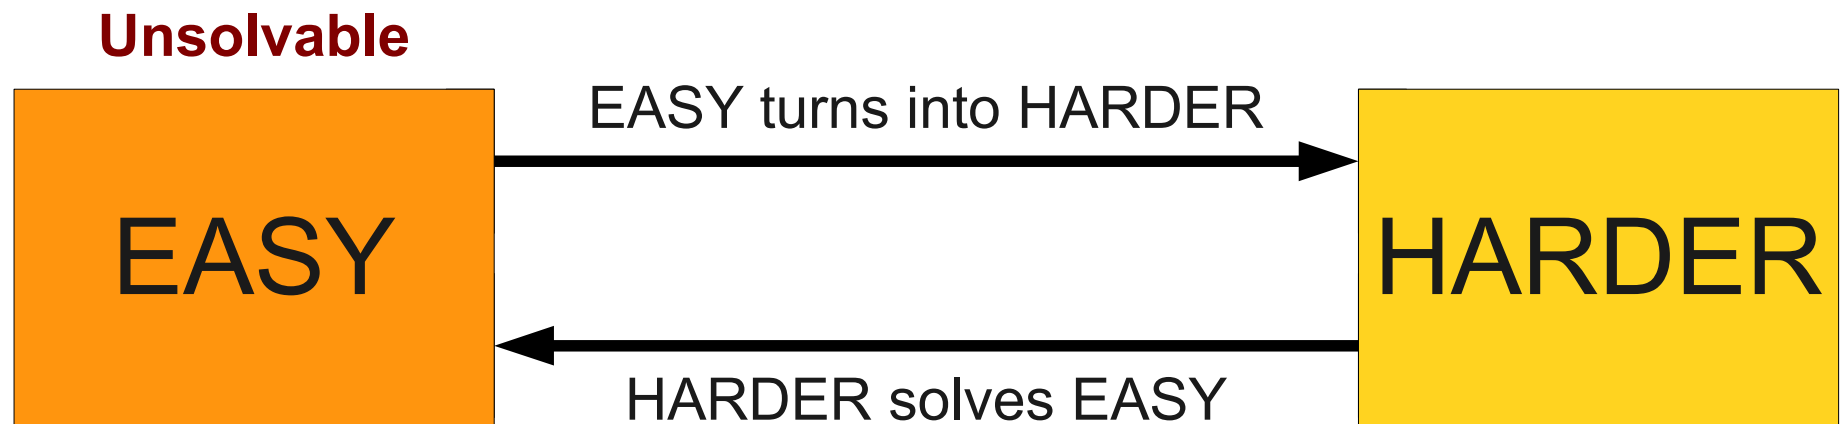 Unsolvable
EASY turns into HARDER
EASY
HARDER
HARDER solves EASY